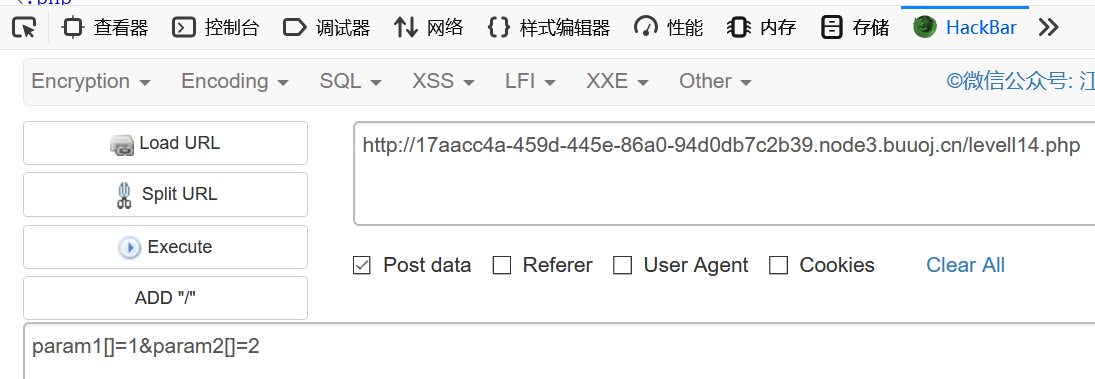 <.php
查看器 控制台 调试器 网络 样式编辑器 性能 内存 存储 HackBar
Encryption Encoding SQL XSS LFI XXE Other ©微信公众号: 江
Load URL
http://17aacc4a-459d-445e-86a0-94d0db7c2b39.node3.buuoj.cn/levell14.php
Split URL
Execute
Post data Referer User Agent Cookies Clear All
ADD "/"
param1[]=1&param2[]=2